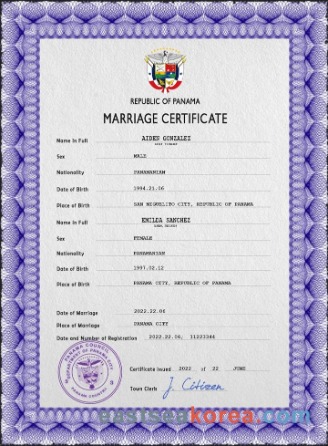 REPUBLIC OF PANAMA
MARRIAGE CERTIFICATE
Name in Full AIDEN GONZALEZ
Sex MALE
Nationality PANAMANIAN
Date of Birth 1994.21.06
Place of Birth SAN MIGUELITO CITY, REPUBLIC OF PANAMA
Name in Full EMILIA SANCHEZ
Sex FEMALE
Nationality PANAMANIAN
Date of Birth 1997.02.12
Place of Birth PANAMA CITY, REPUBLIC OF PANAMA
Date of Marriage 2022.22.06
Place of Marriage PANAMA CITY
Date and Number of Registration 2022.22.06, 11223344
Certificate issued 2022 of 22 JUNE
Town Clerk J. Citizen
eastseakorea.com